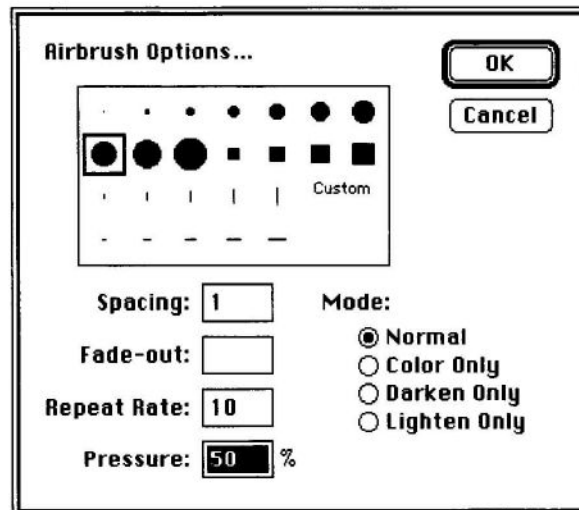 Airbrush Options...
OK
Cancel
Custom
Spacing: 1
Fade-out:
Repeat Rate: 10
Pressure: 50 %
Mode:
Normal
Color Only
Darken Only
Lighten Only